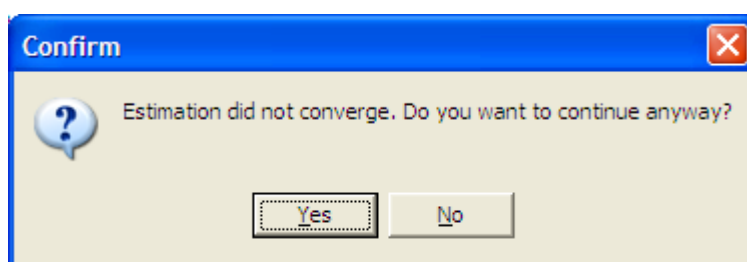 Confirm
Estimation did not converge. Do you want to continue anyway?
Yes
No